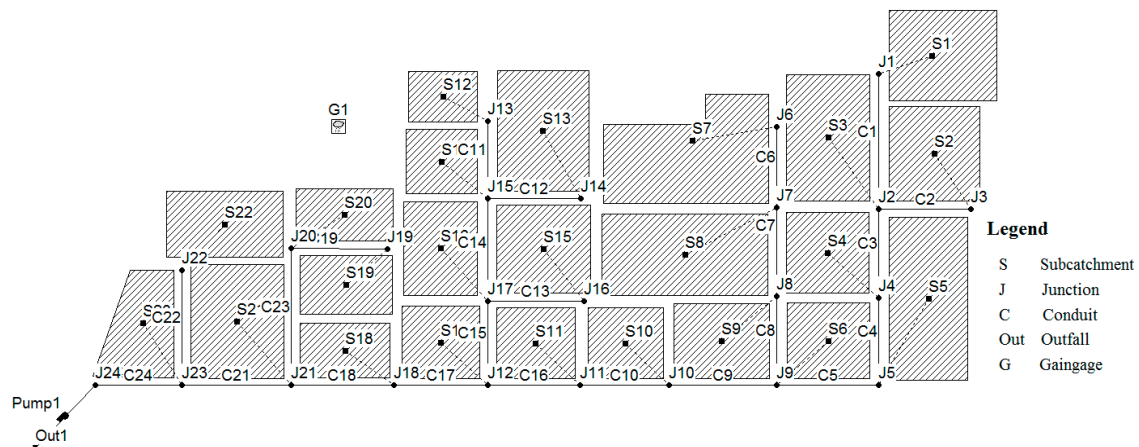 S1
J1
S12
S13
G1
J13
S7
J6
S3
C1
S2
S1
C11
C6
J15
C12
J14
J7
J2
C2
J3
S20
S22
C7
Legend
J20
19
J19
C14
S15
S8
S4
C3
S Subcatchment
J22
S19
J17
C13
J16
J8
J4
S5
J Junction
C22
S2
C23
S18
S1
C15
S11
S10
S9
C8
S6
C4
C Conduit
Out Outfall
G Gaingage
J24
C24
J23
C21
J21
C18
J18
C17
J12
C16
J11
C10
J10
C9
J9
C5
J5
Pump1
Out1